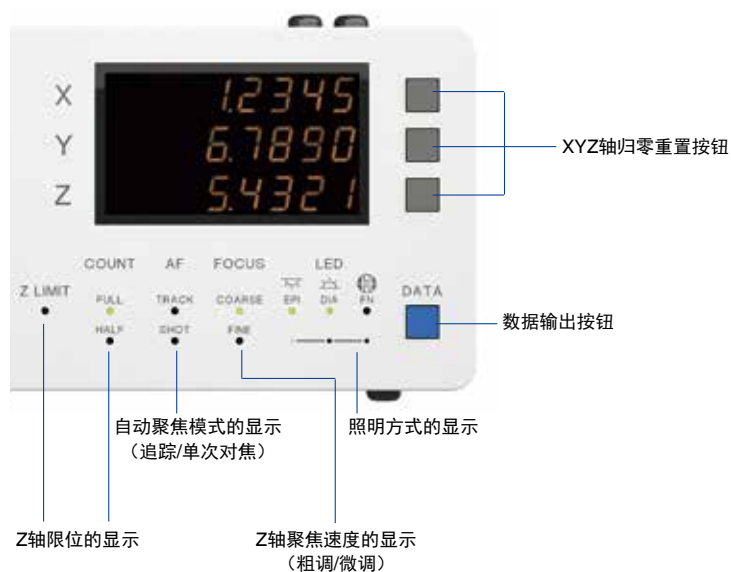 X 1.2345
Y 6.7890
Z 5.4321
XYZ轴归零重置按钮
COUNT AF FOCUS LED
Z LIMIT FULL TRACK COARSE EPI DIA FN DATA
HALF SHOT FINE
数据输出按钮
自动聚焦模式的显示
（追踪/单次对焦）
照明方式的显示
Z轴限位的显示
Z轴聚焦速度的显示
（粗调/微调）